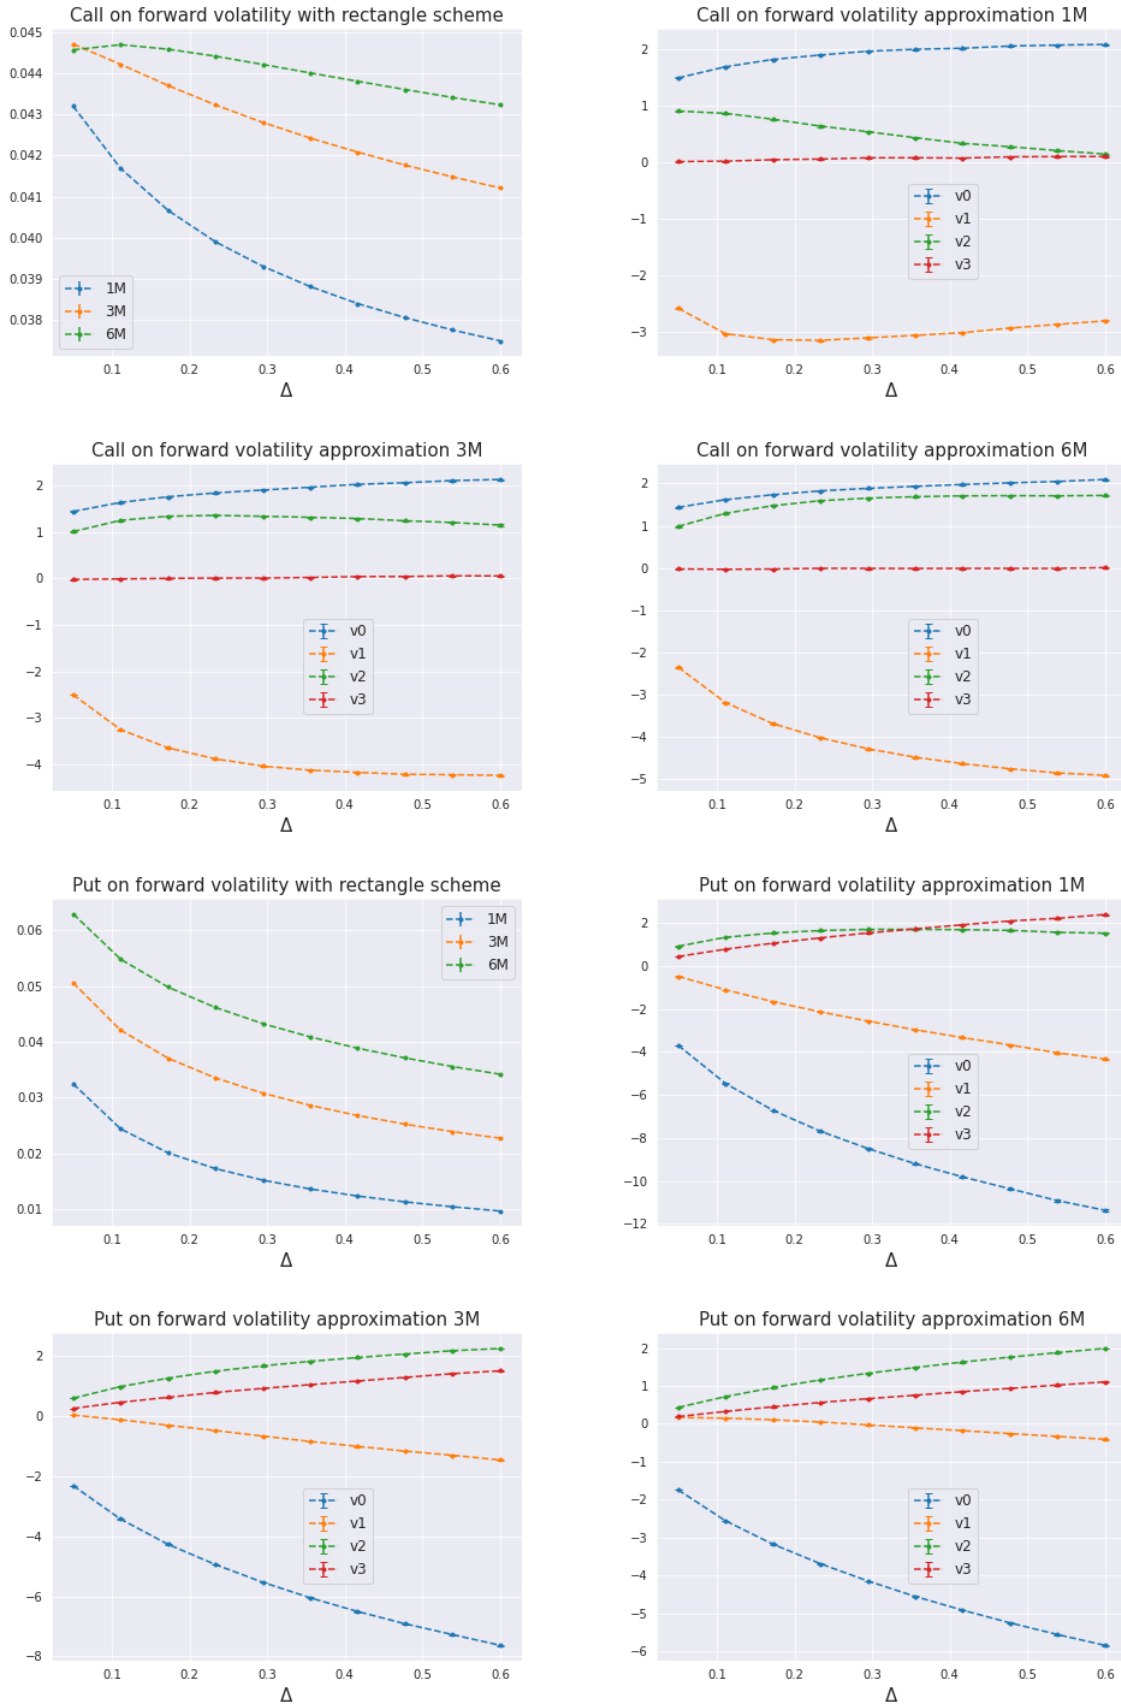 Call on forward volatility with rectangle scheme
0.045
0.044
0.043
0.042
0.041
0.040
0.039
0.038
1M
3M
6M
0.1 0.2 0.3 0.4 0.5 0.6
Δ
Call on forward volatility approximation 1M
2
1
0
−1
−2
−3
v0
v1
v2
v3
0.1 0.2 0.3 0.4 0.5 0.6
Δ
Call on forward volatility approximation 3M
2
1
0
−1
−2
−3
−4
v0
v1
v2
v3
0.1 0.2 0.3 0.4 0.5 0.6
Δ
Call on forward volatility approximation 6M
2
1
0
−1
−2
−3
−4
−5
v0
v1
v2
v3
0.1 0.2 0.3 0.4 0.5 0.6
Δ
Put on forward volatility with rectangle scheme
0.06
0.05
0.04
0.03
0.02
0.01
1M
3M
6M
0.1 0.2 0.3 0.4 0.5 0.6
Δ
Put on forward volatility approximation 1M
2
0
−2
−4
−6
−8
−10
−12
v0
v1
v2
v3
0.1 0.2 0.3 0.4 0.5 0.6
Δ
Put on forward volatility approximation 3M
2
0
−2
−4
−6
−8
v0
v1
v2
v3
0.1 0.2 0.3 0.4 0.5 0.6
Δ
Put on forward volatility approximation 6M
2
1
0
−1
−2
−3
−4
−5
−6
v0
v1
v2
v3
0.1 0.2 0.3 0.4 0.5 0.6
Δ